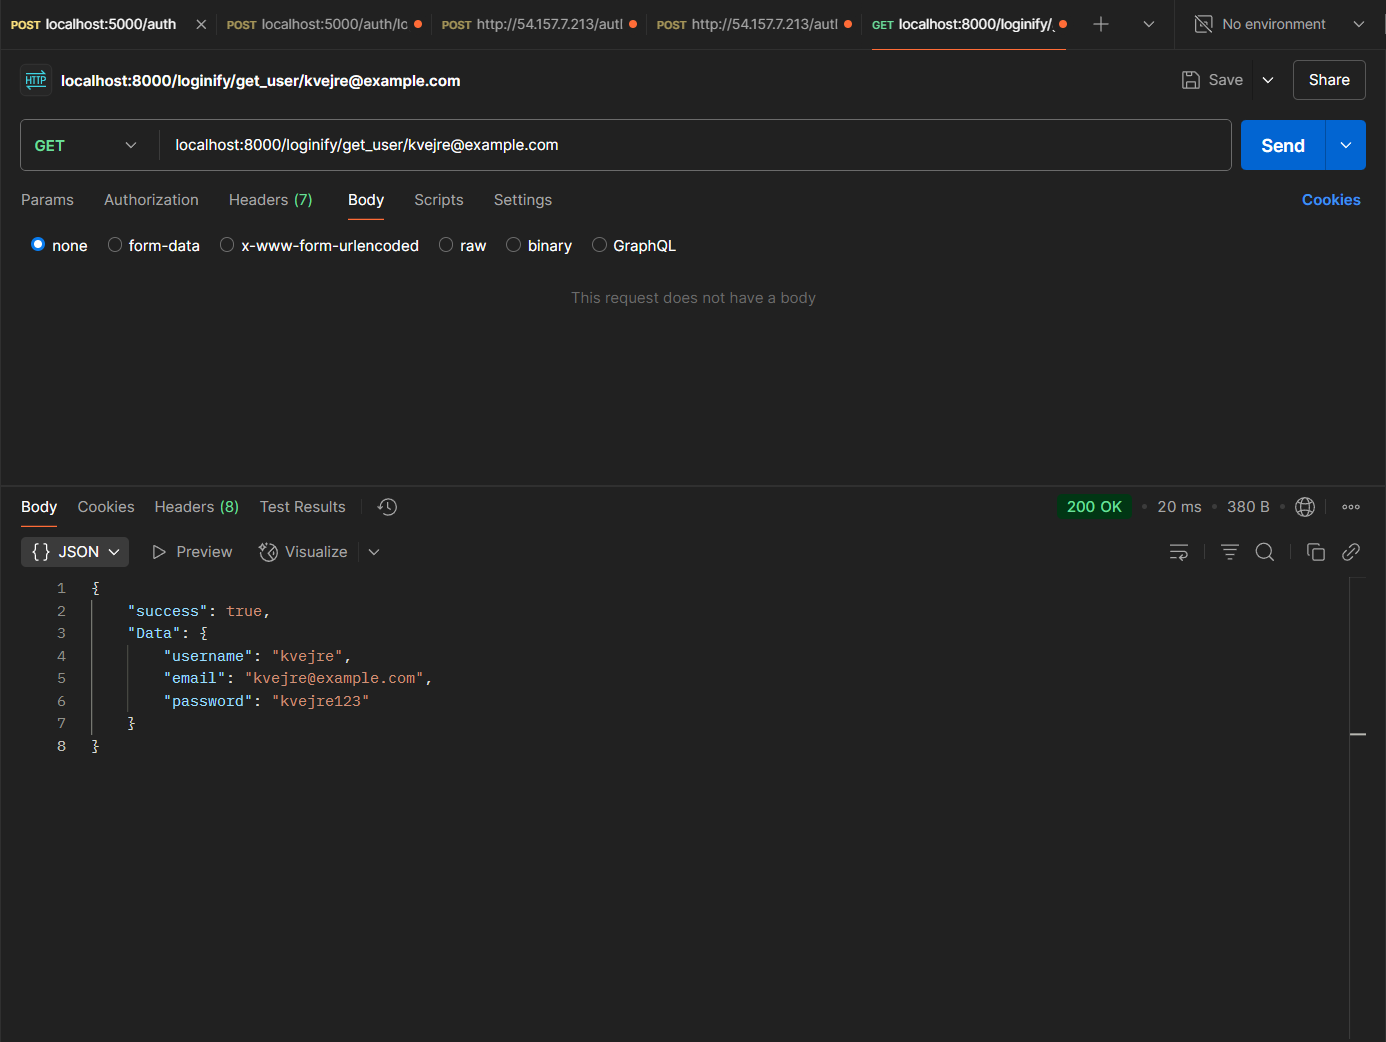 POST localhost:5000/auth
POST localhost:5000/auth/lo
POST http://54.157.7.213/autl
POST http://54.157.7.213/autl
GET localhost:8000/loginify/
No environment
HTTP localhost:8000/loginify/get_user/kvejre@example.com
Save
Share
GET localhost:8000/loginify/get_user/kvejre@example.com
Send
Params Authorization Headers (7) Body Scripts Settings Cookies
none form-data x-www-form-urlencoded raw binary GraphQL
This request does not have a body
Body Cookies Headers (8) Test Results 200 OK 20 ms 380 B
{ } JSON Preview Visualize
1 {
2 "success": true,
3 "Data": {
4 "username": "kvejre",
5 "email": "kvejre@example.com",
6 "password": "kvejre123"
7 }
8 }